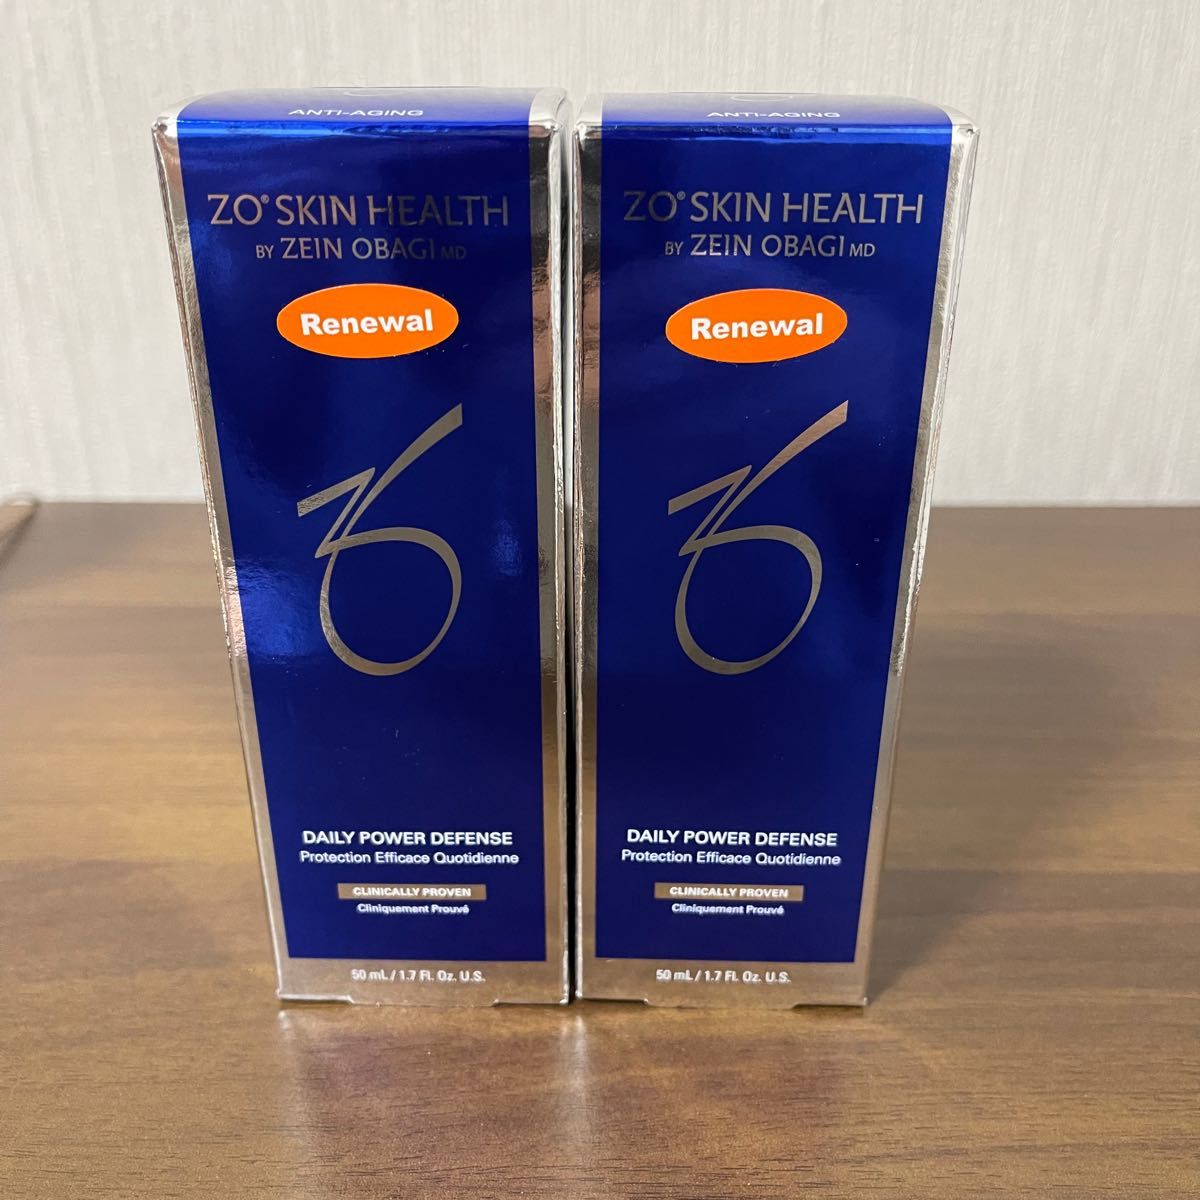 ANTI-AGING
ZO® SKIN HEALTH
BY ZEIN OBAGI MD
Renewal
DAILY POWER DEFENSE
Protection Efficace Quotidienne
CLINICALLY PROVEN
Cliniquement Prouvé
50 mL / 1.7 Fl. Oz. U.S.
ANTI-AGING
ZO® SKIN HEALTH
BY ZEIN OBAGI MD
Renewal
DAILY POWER DEFENSE
Protection Efficace Quotidienne
CLINICALLY PROVEN
Cliniquement Prouvé
50 mL / 1.7 Fl. Oz. U.S.